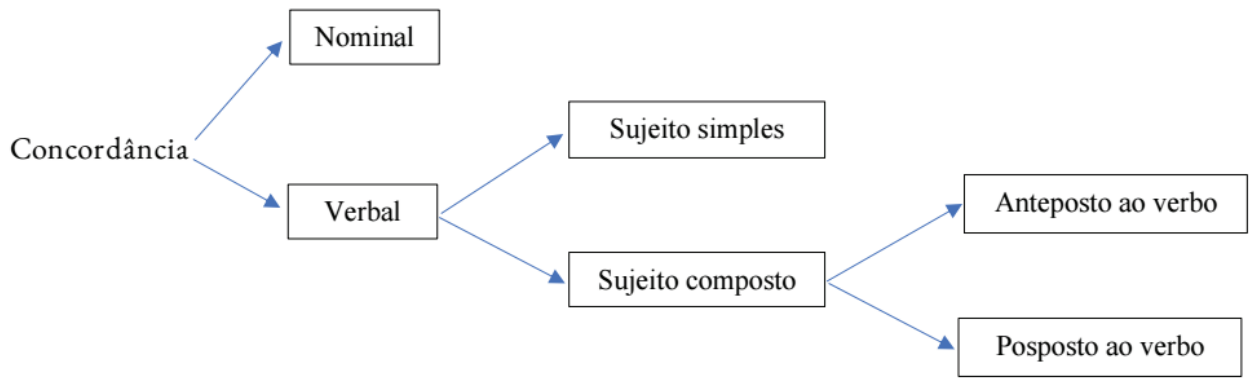 Nominal
Concordância
Verbal
Sujeito simples
Sujeito composto
Anteposto ao verbo
Posposto ao verbo